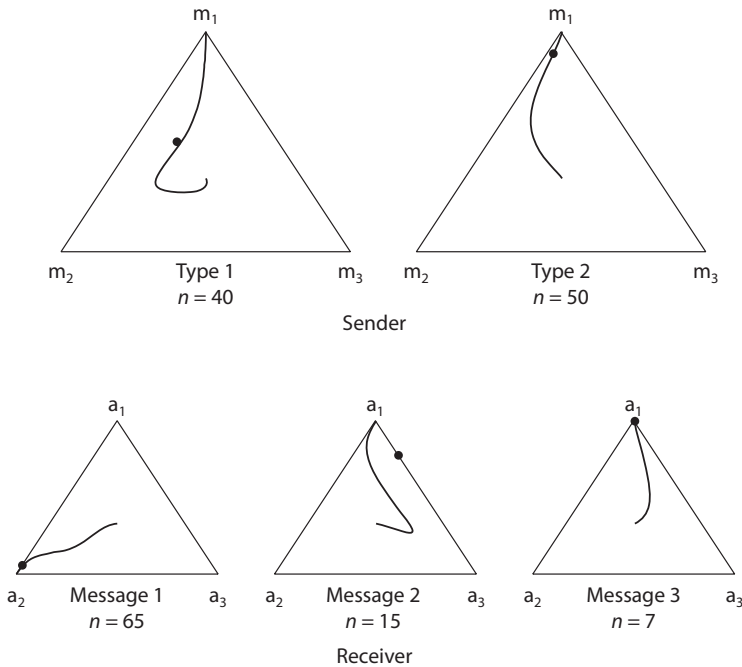 m₁ m₁
m₂ Type 1 m₃ m₂ Type 2 m₃
n = 40 n = 50
Sender
a₁ a₁ a₁
a₂ Message 1 a₃ a₂ Message 2 a₃ a₂ Message 3 a₃
n = 65 n = 15 n = 7
Receiver